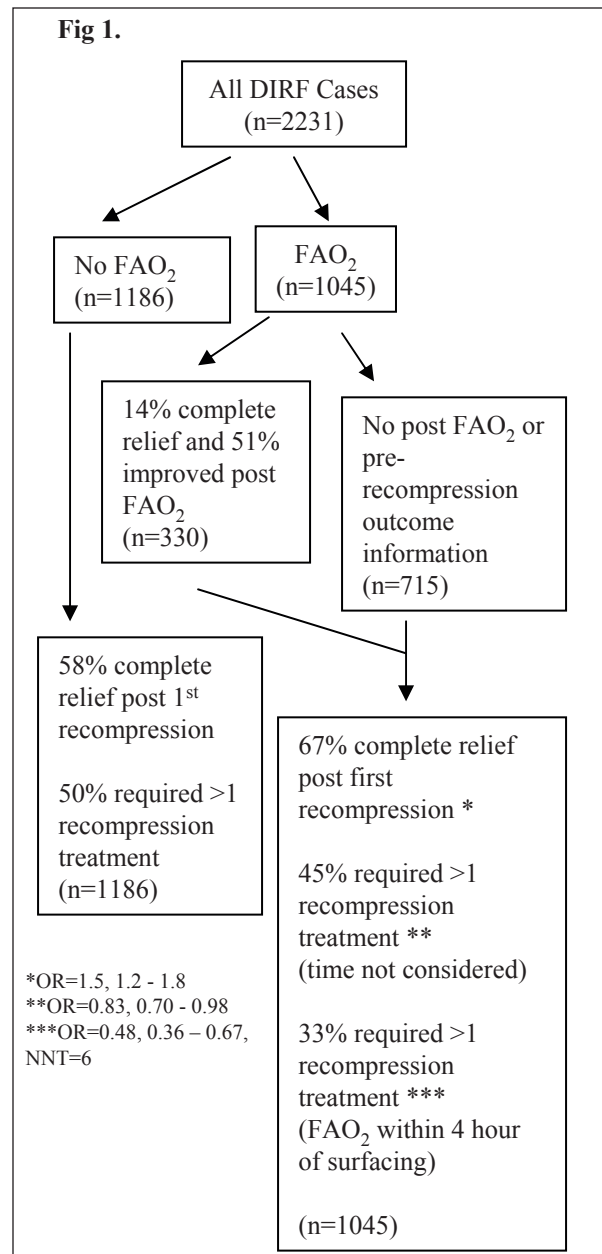 Fig 1.
All DIRF Cases
(n=2231)
No FAO₂
(n=1186)
FAO₂
(n=1045)
14% complete
relief and 51%
improved post
FAO₂
(n=330)
No post FAO₂ or
pre-
recompression
outcome
information
(n=715)
58% complete
relief post 1ˢᵗ
recompression
50% required >1
recompression
treatment
(n=1186)
67% complete relief
post first
recompression *
45% required >1
recompression
treatment **
(time not considered)
33% required >1
recompression
treatment ***
(FAO₂ within 4 hour
of surfacing)
(n=1045)
*OR=1.5, 1.2 - 1.8
**OR=0.83, 0.70 - 0.98
***OR=0.48, 0.36 – 0.67,
NNT=6